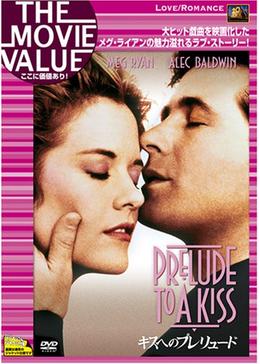 THE
MOVIE
VALUE
ここに価値あり!
LOVE/ROMANCE
大ヒット戯曲を映画化した
メグ・ライアンの魅力溢れるラブ・ストーリー!
MEG RYAN ALEC BALDWIN
PRELUDE
TO A KISS
キスへのプレリュード
DVD